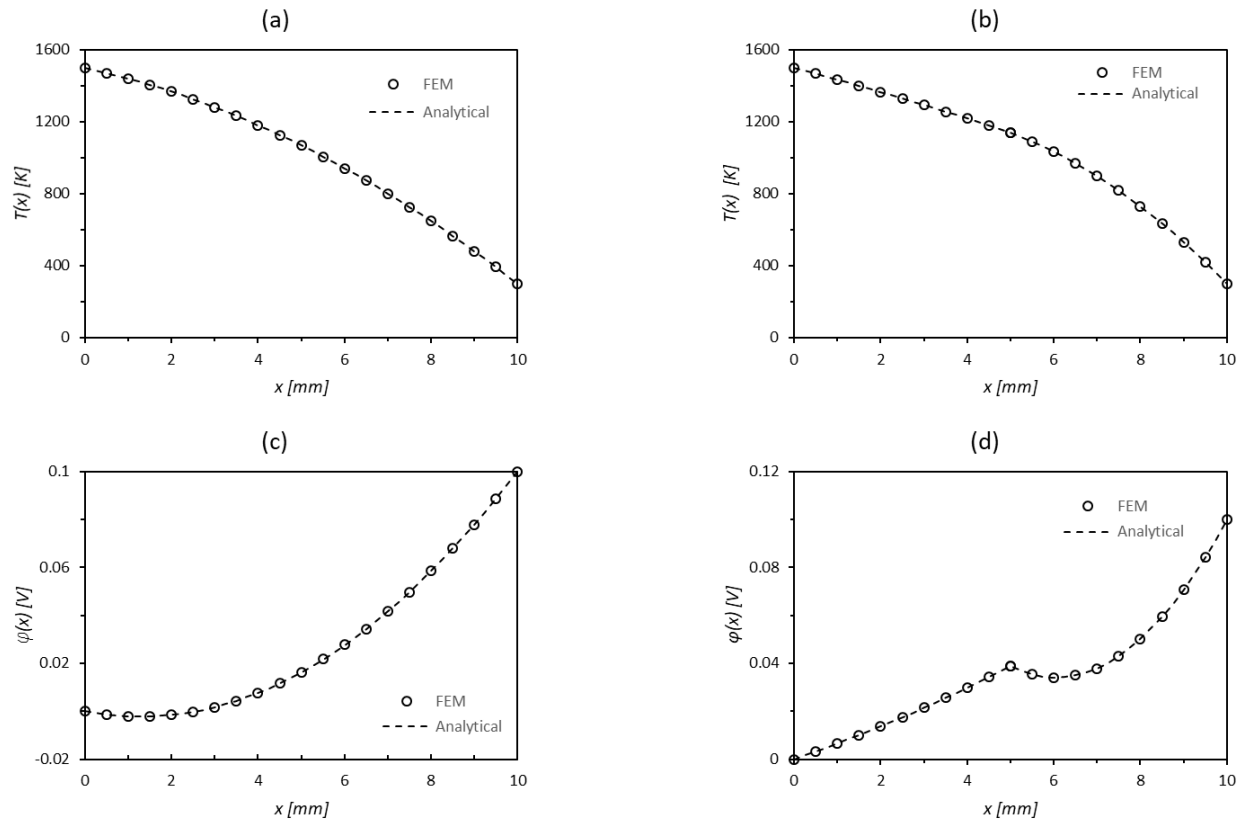 (a)
1600
1200
800
400
0
T(x) [K]
FEM
Analytical
0 2 4 6 8 10
x [mm]
(b)
1600
1200
800
400
0
T(x) [K]
FEM
Analytical
0 2 4 6 8 10
x [mm]
(c)
0.1
0.06
0.02
-0.02
φ(x) [V]
FEM
Analytical
0 2 4 6 8 10
x [mm]
(d)
0.12
0.08
0.04
0
φ(x) [V]
FEM
Analytical
0 2 4 6 8 10
x [mm]